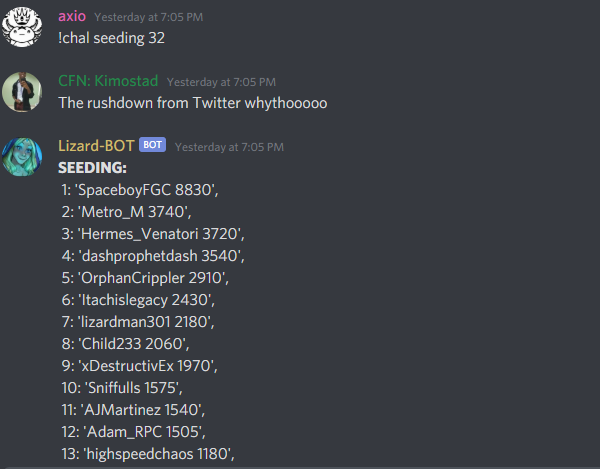 axio Yesterday at 7:05 PM
!chal seeding 32
CFN: Kimostad Yesterday at 7:05 PM
The rushdown from Twitter whythooooo
Lizard-BOT BOT Yesterday at 7:05 PM
SEEDING:
1: 'SpaceboyFGC 8830',
2: 'Metro_M 3740',
3: 'Hermes_Venatori 3720',
4: 'dashprophetdash 3540',
5: 'OrphanCrippler 2910',
6: 'Itachislegacy 2430',
7: 'lizardman301 2180',
8: 'Child233 2060',
9: 'xDestructivEx 1970',
10: 'Sniffulls 1575',
11: 'AJMartinez 1540',
12: 'Adam_RPC 1505',
13: 'highspeedchaos 1180',